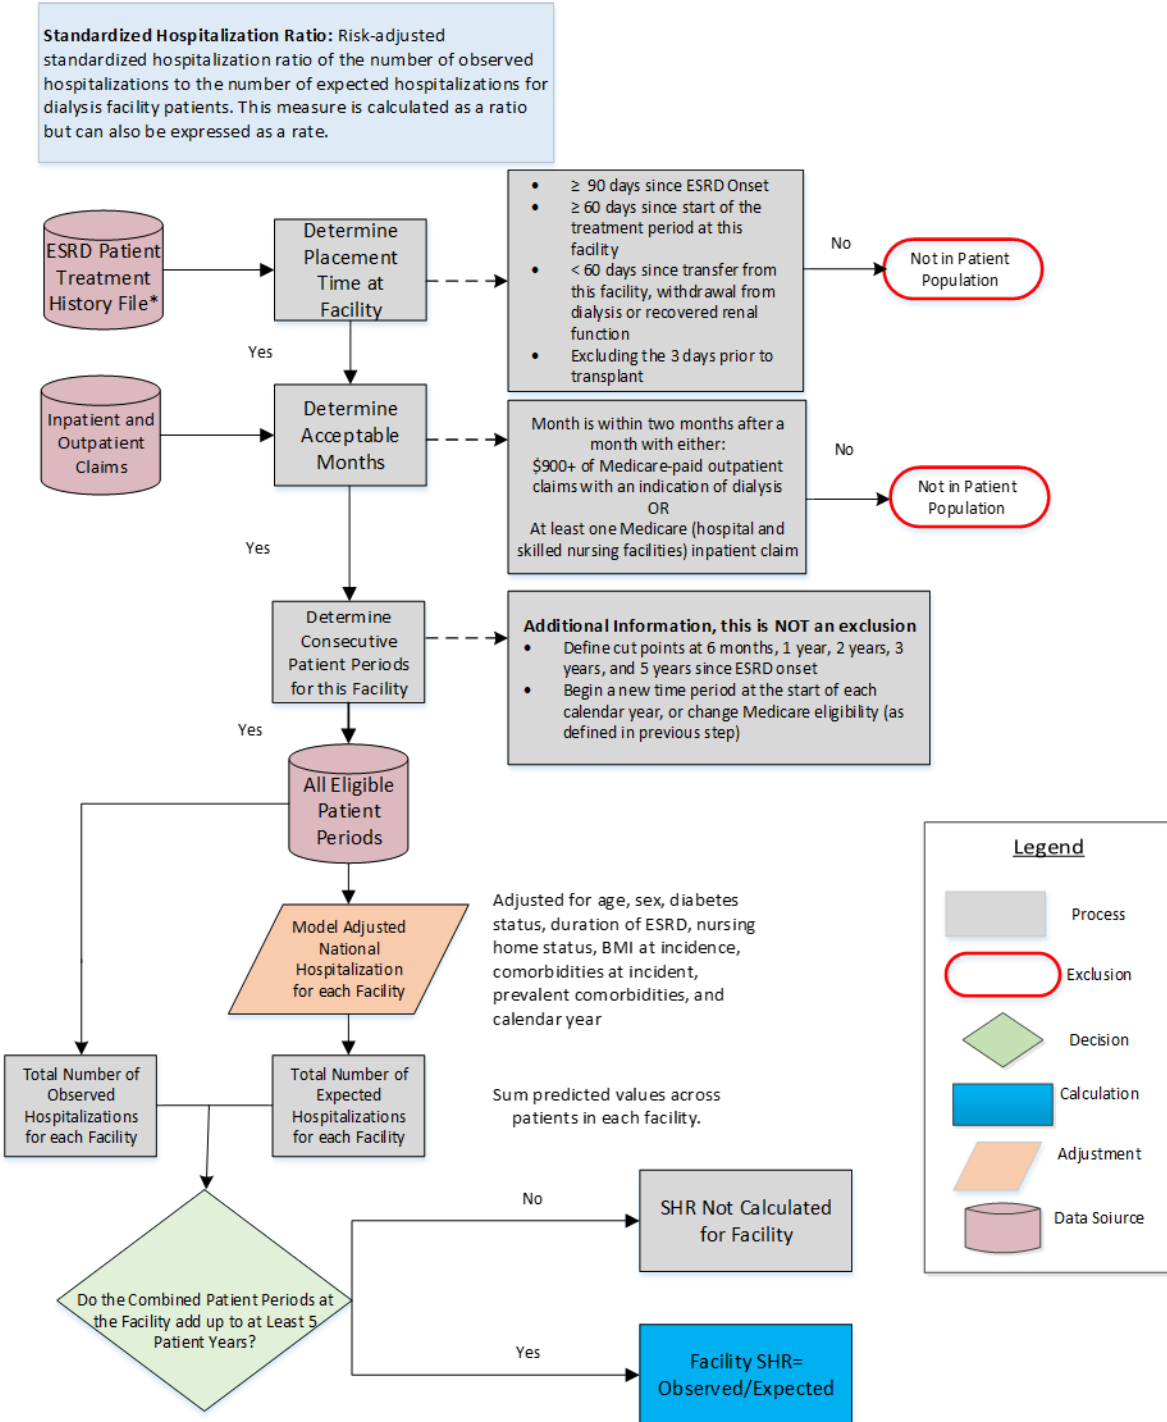 Standardized Hospitalization Ratio: Risk-adjusted
standardized hospitalization ratio of the number of observed
hospitalizations to the number of expected hospitalizations for
dialysis facility patients. This measure is calculated as a ratio
but can also be expressed as a rate.
ESRD Patient
Treatment
History File*
Determine
Placement
Time at
Facility
• ≥ 90 days since ESRD Onset
• ≥ 60 days since start of the
treatment period at this
facility
• < 60 days since transfer from
this facility, withdrawal from
dialysis or recovered renal
function
• Excluding the 3 days prior to
transplant
No
Not in Patient
Population
Yes
Inpatient and
Outpatient
Claims
Determine
Acceptable
Months
Month is within two months after a
month with either:
$900+ of Medicare-paid outpatient
claims with an indication of dialysis
OR
At least one Medicare (hospital and
skilled nursing facilities) inpatient claim
No
Not in Patient
Population
Yes
Determine
Consecutive
Patient Periods
for this Facility
Additional Information, this is NOT an exclusion
• Define cut points at 6 months, 1 year, 2 years, 3
years, and 5 years since ESRD onset
• Begin a new time period at the start of each
calendar year, or change Medicare eligibility (as
defined in previous step)
Yes
All Eligible
Patient
Periods
Model Adjusted
National
Hospitalization
for each Facility
Adjusted for age, sex, diabetes
status, duration of ESRD, nursing
home status, BMI at incidence,
comorbidities at incident,
prevalent comorbidities, and
calendar year
Total Number of
Observed
Hospitalizations
for each Facility
Total Number of
Expected
Hospitalizations
for each Facility
Sum predicted values across
patients in each facility.
Do the Combined Patient Periods at
the Facility add up to at Least 5
Patient Years?
No
SHR Not Calculated
for Facility
Yes
Facility SHR=
Observed/Expected
Legend
Process
Exclusion
Decision
Calculation
Adjustment
Data Soiurce